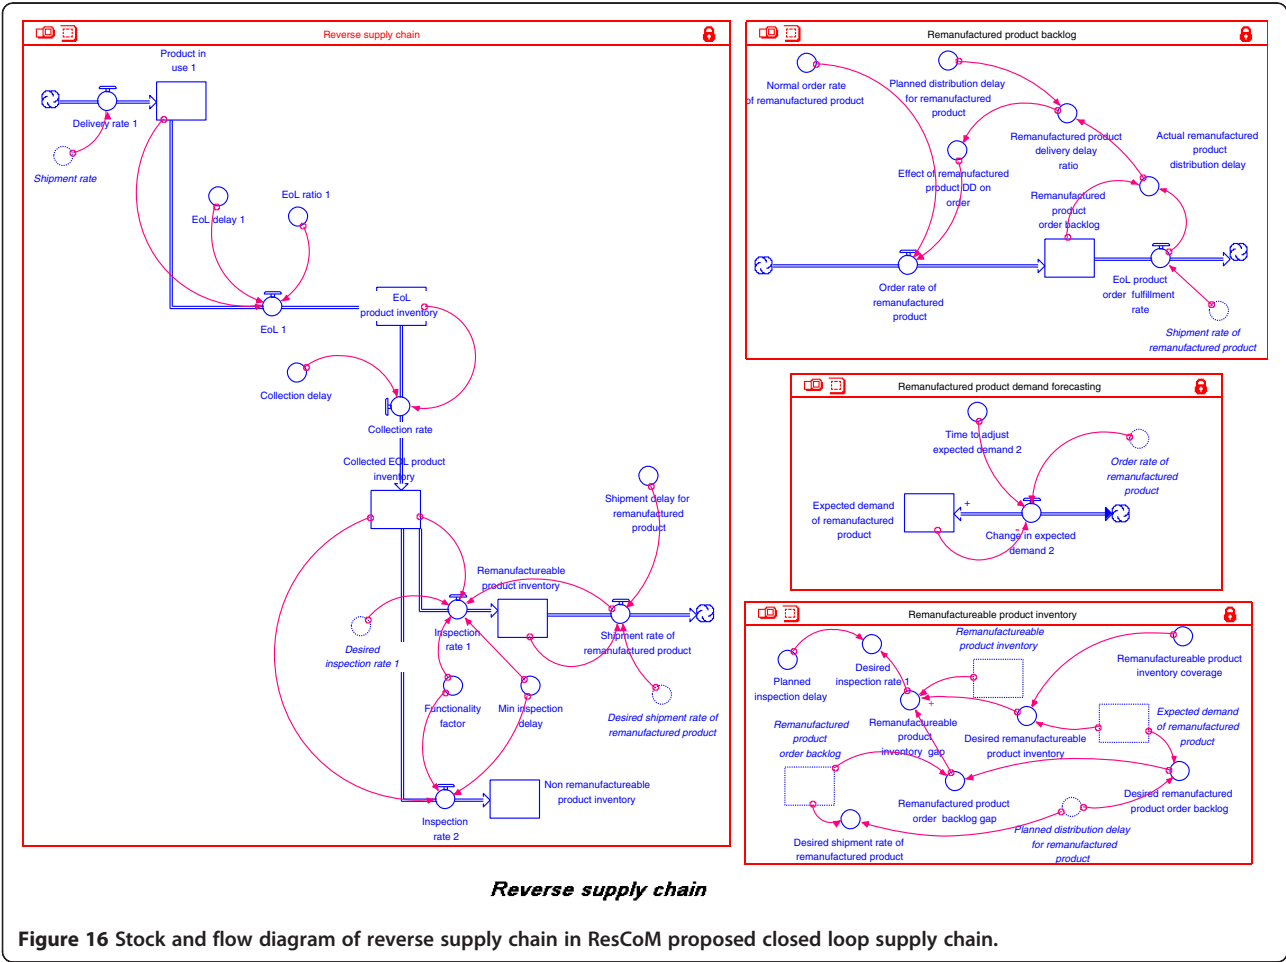 Reverse supply chain
Product in
use 1
Delivery rate 1
Shipment rate
EoL delay 1
EoL ratio 1
EoL 1
EoL
product inventory
Collection delay
Collection rate
Collected EOL product
inventory
Shipment delay for
remanufactured
product
Remanufactureable
product inventory
Inspection
rate 1
Shipment rate of
remanufactured product
Desired
inspection rate 1
Functionality
factor
Min inspection
delay
Desired shipment rate of
remanufactured product
Non remanufactureable
product inventory
Inspection
rate 2
Remanufactured product backlog
Normal order rate
of remanufactured product
Planned distribution delay
for remanufactured
product
Remanufactured product
delivery delay
ratio
Actual remanufactured
product
distribution delay
Effect of remanufactured
product DD on
order
Remanufactured
product
order backlog
Order rate of
remanufactured
product
EoL product
order fulfillment
rate
Shipment rate of
remanufactured product
Remanufactured product demand forecasting
Time to adjust
expected demand 2
Order rate of
remanufactured
product
Expected demand
of remanufactured
product
+
-
Change in expected
demand 2
Remanufactureable product inventory
Planned
inspection delay
Desired
inspection rate 1
Remanufactureable
product inventory
Remanufactureable product
inventory coverage
+
Remanufactureable
product
inventory gap
Desired remanufactureable
product inventory
Expected demand
of remanufactured
product
Remanufactured
product
order backlog
Remanufactured product
order backlog gap
Desired remanufactured
product order backlog
Desired shipment rate of
remanufactured product
Planned distribution delay
for remanufactured
product
Reverse supply chain
Figure 16 Stock and flow diagram of reverse supply chain in ResCoM proposed closed loop supply chain.